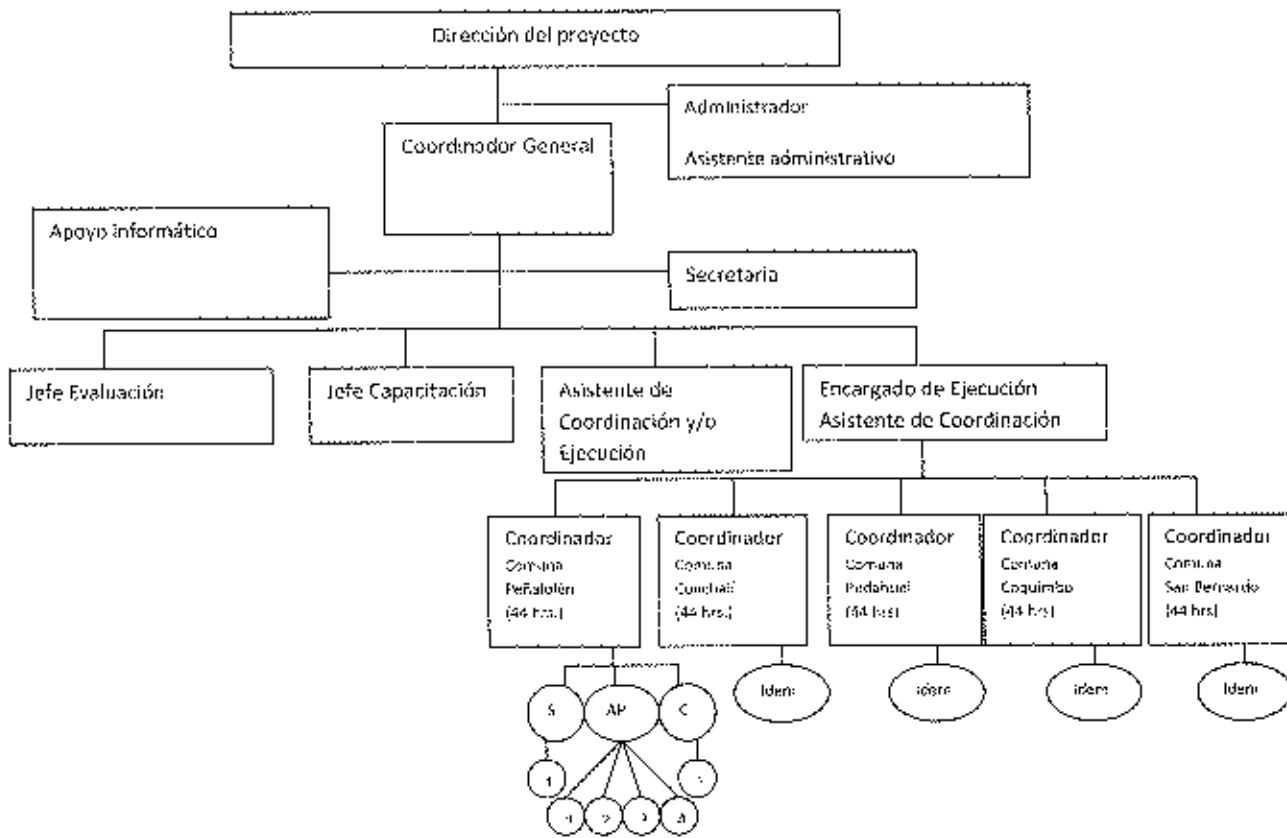 Dirección del proyecto
Administrador
Asistente administrativo
Coordinador General
Apoyo informático
Secretaria
Jefe Evaluación
Jefe Capacitación
Asistente de
Coordinación y/o
Ejecución
Encargado de Ejecución
Asistente de Coordinación
Coordinador
Comuna
Peñalolén
(44 hrs.)
Coordinador
Comuna
Conchalí
(44 hrs.)
Coordinador
Comuna
Pudahuel
(44 hrs)
Coordinador
Comuna
Coquimbo
(44 hrs)
Coordinador
Comuna
San Bernardo
(44 hrs)
S
AP
C
Idem
idem
idem
Idem
1
1
2
3
4